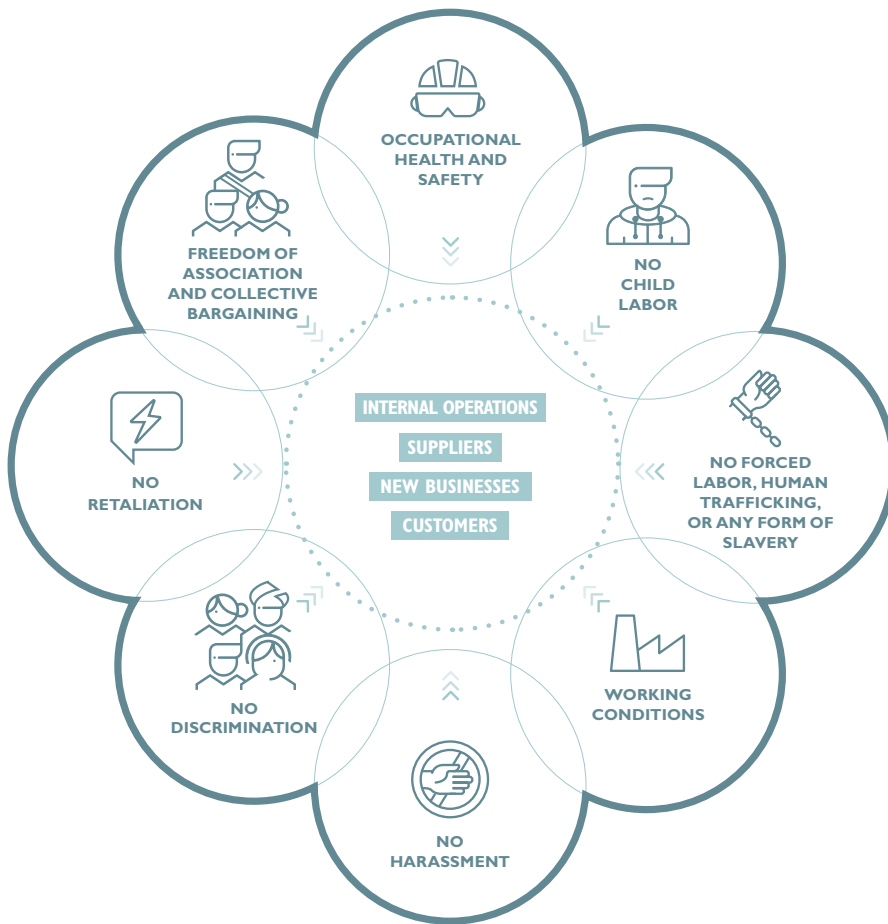 OCCUPATIONAL
HEALTH AND
SAFETY
NO
CHILD
LABOR
NO FORCED
LABOR, HUMAN
TRAFFICKING,
OR ANY FORM OF
SLAVERY
WORKING
CONDITIONS
NO
HARASSMENT
NO
DISCRIMINATION
NO
RETALIATION
FREEDOM OF
ASSOCIATION
AND COLLECTIVE
BARGAINING
INTERNAL OPERATIONS
SUPPLIERS
NEW BUSINESSES
CUSTOMERS